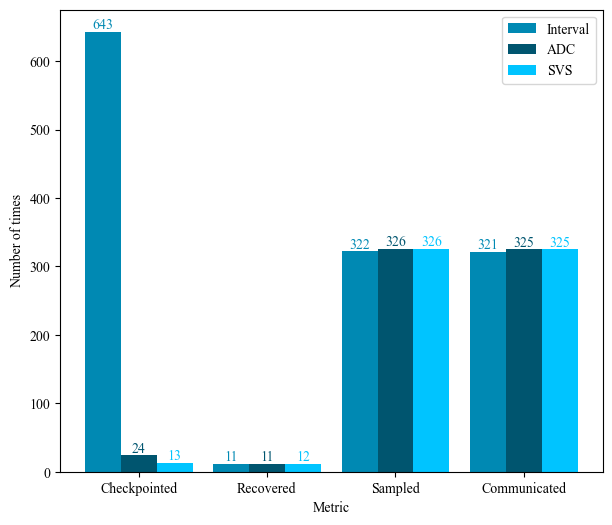 643
Interval
ADC
SVS
600
500
400
300
200
100
0
Number of times
24
13
11
11
12
322
326
326
321
325
325
Checkpointed
Recovered
Sampled
Communicated
Metric